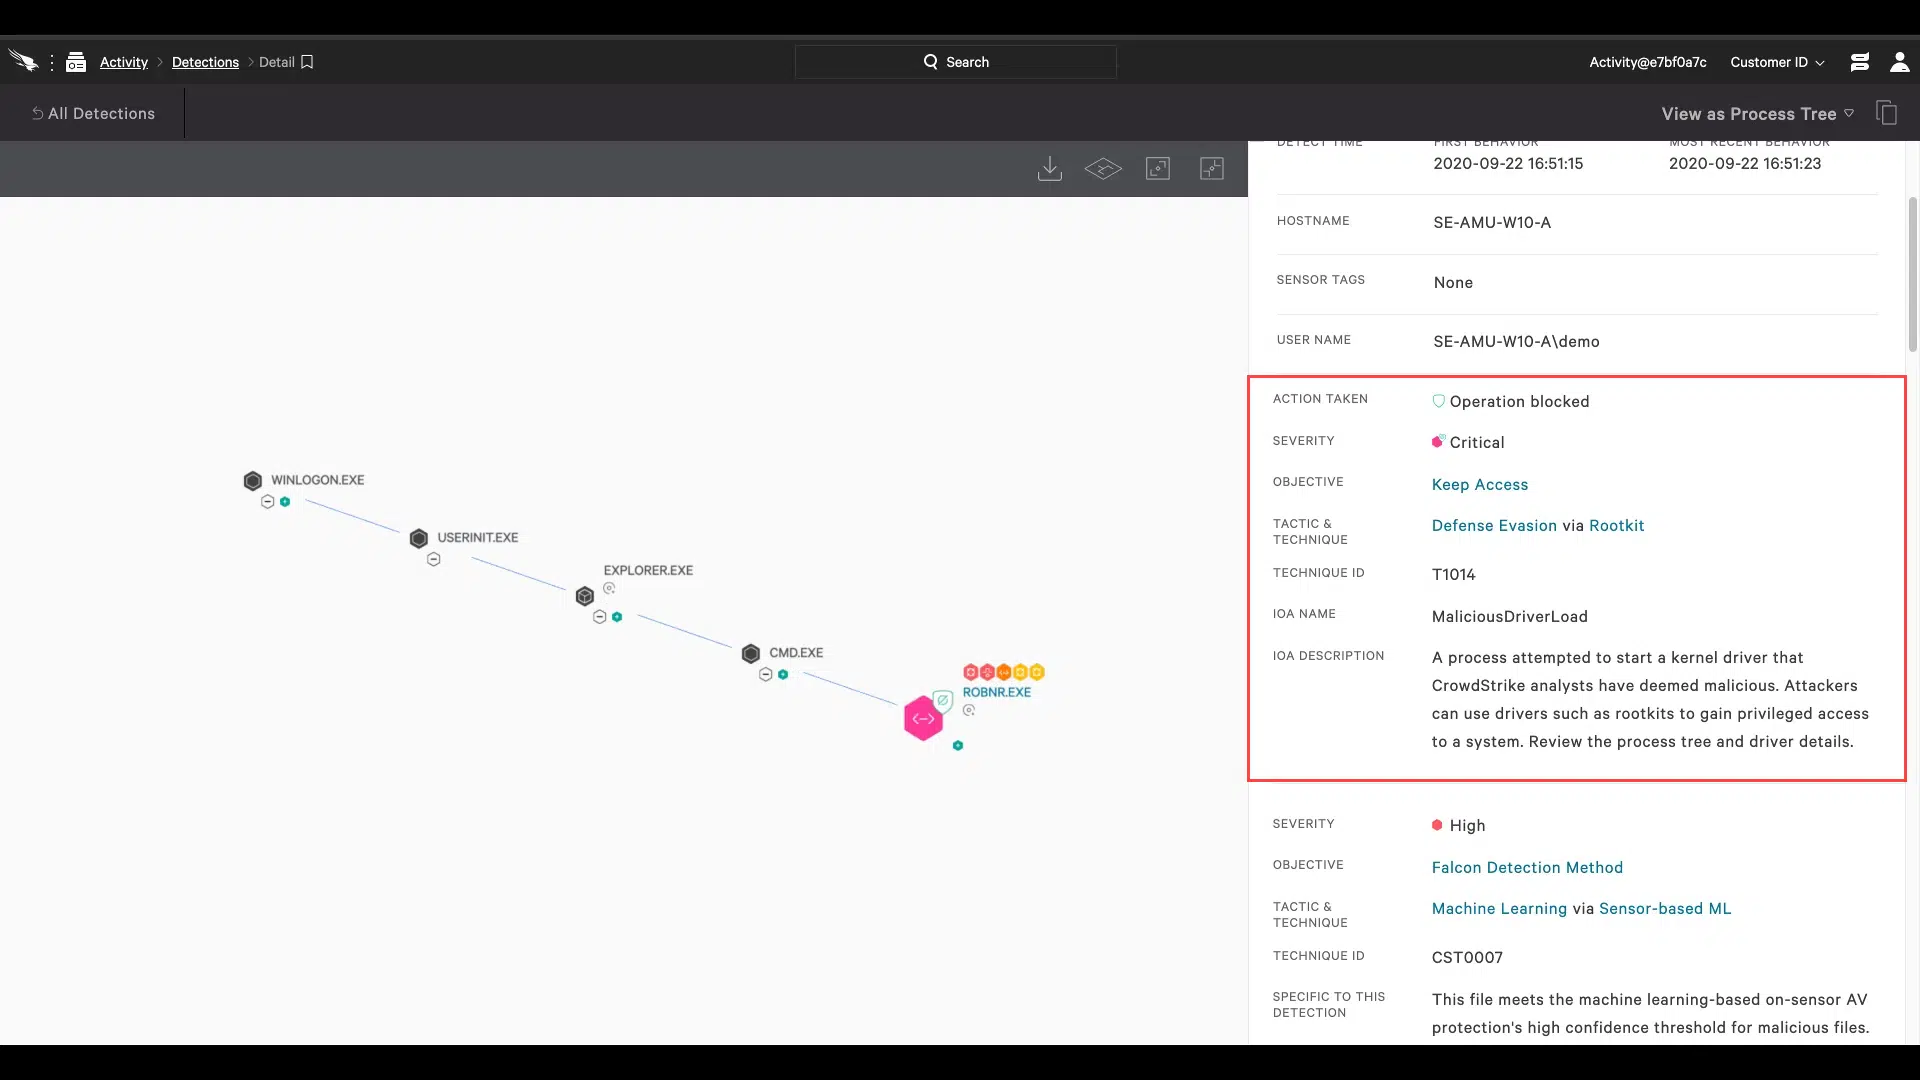 Activity > Detections > Detail
Search
Activity@e7bf0a7c
Customer ID
All Detections
View as Process Tree
DETECT TIME
FIRST BEHAVIOR
MOST RECENT BEHAVIOR
2020-09-22 16:51:15
2020-09-22 16:51:23
HOSTNAME
SE-AMU-W10-A
SENSOR TAGS
None
USER NAME
SE-AMU-W10-A\demo
ACTION TAKEN
Operation blocked
SEVERITY
Critical
OBJECTIVE
Keep Access
TACTIC &
TECHNIQUE
Defense Evasion via Rootkit
TECHNIQUE ID
T1014
IOA NAME
MaliciousDriverLoad
IOA DESCRIPTION
A process attempted to start a kernel driver that
CrowdStrike analysts have deemed malicious. Attackers
can use drivers such as rootkits to gain privileged access
to a system. Review the process tree and driver details.
SEVERITY
High
OBJECTIVE
Falcon Detection Method
TACTIC &
TECHNIQUE
Machine Learning via Sensor-based ML
TECHNIQUE ID
CST0007
SPECIFIC TO THIS
DETECTION
This file meets the machine learning-based on-sensor AV
protection's high confidence threshold for malicious files.
WINLOGON.EXE
USERINIT.EXE
EXPLORER.EXE
CMD.EXE
ROBNR.EXE